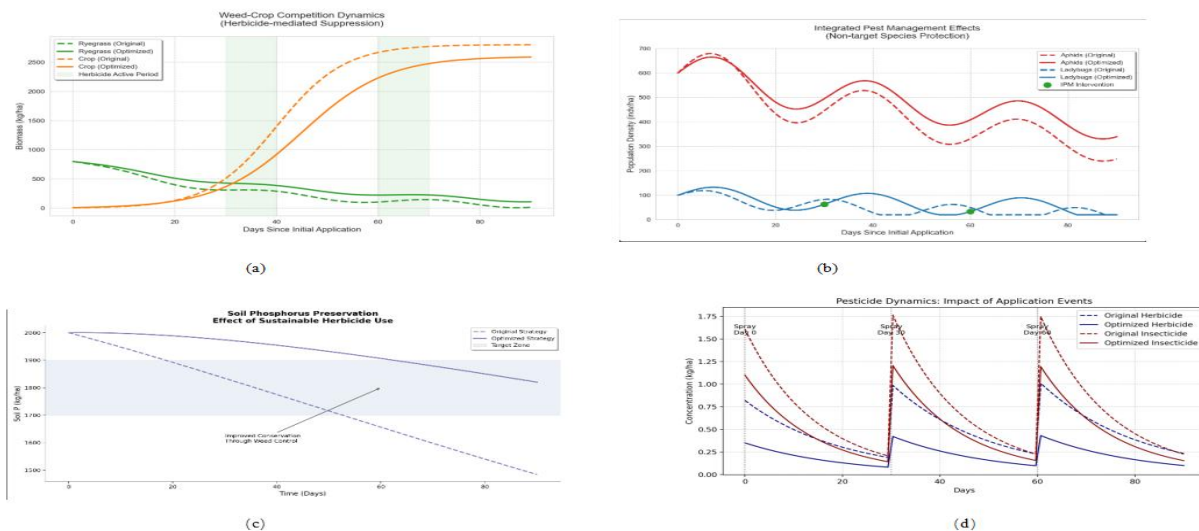 Weed-Crop Competition Dynamics
(Herbicide-mediated Suppression)
Ryegrass (Original)
Ryegrass (Optimized)
Crop (Original)
Crop (Optimized)
Herbicide Active Period
Biomass (kg/ha)
2500
2000
1500
1000
500
0
0 20 40 60 80
Days Since Initial Application
(a)
Integrated Pest Management Effects
(Non-target Species Protection)
Aphids (Original)
Aphids (Optimized)
Ladybugs (Original)
Ladybugs (Optimized)
IPM Intervention
Population Density (indv/ha)
700
600
500
400
300
200
100
0
0 20 40 60 80
Days Since Initial Application
(b)
Soil Phosphorus Preservation
Effect of Sustainable Herbicide Use
Original Strategy
Optimized Strategy
Target Zone
Soil P (kg/ha)
2000
1900
1800
1700
1600
1500
Improved Conservation
Through Weed Control
0 20 40 60 80
Time (Days)
(c)
Pesticide Dynamics: Impact of Application Events
Original Herbicide
Optimized Herbicide
Original Insecticide
Optimized Insecticide
Spray
Day 0
Spray
Day 30
Spray
Concentration (kg/ha)
1.75
1.50
1.25
1.00
0.75
0.50
0.25
0.00
0 20 40 60 80
Days
(d)